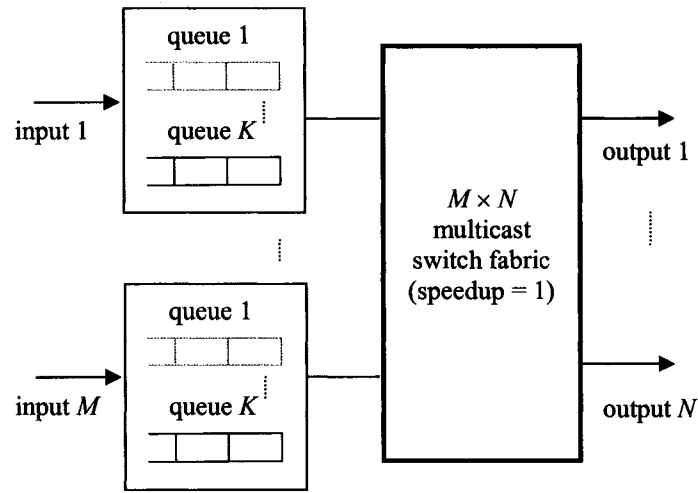 queue 1
input 1
queue K
output 1
M × N
multicast
switch fabric
(speedup = 1)
queue 1
input M
queue K
output N